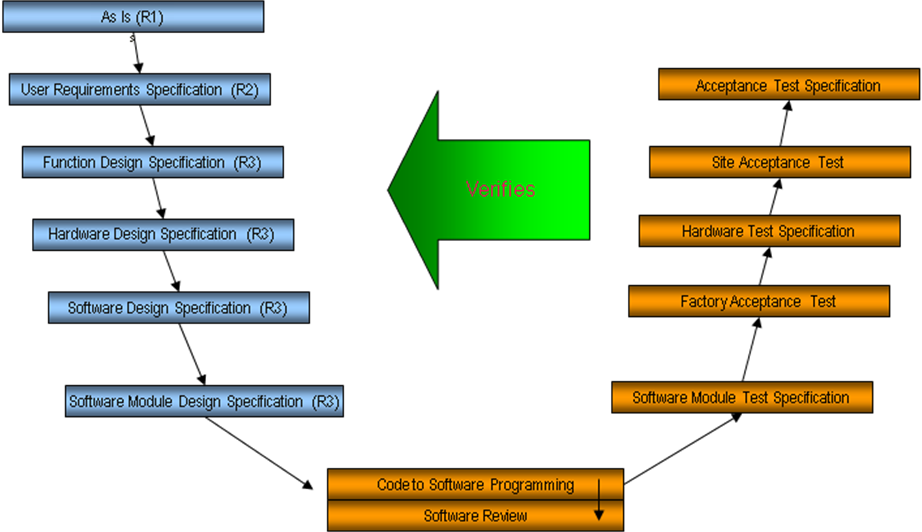 As Is (R1)
s
User Requirements Specification (R2)
Function Design Specification (R3)
Hardware Design Specification (R3)
Software Design Specification (R3)
Software Module Design Specification (R3)
Verifies
Acceptance Test Specification
Site Acceptance Test
Hardware Test Specification
Factory Acceptance Test
Software Module Test Specification
Code to Software Programming
Software Review